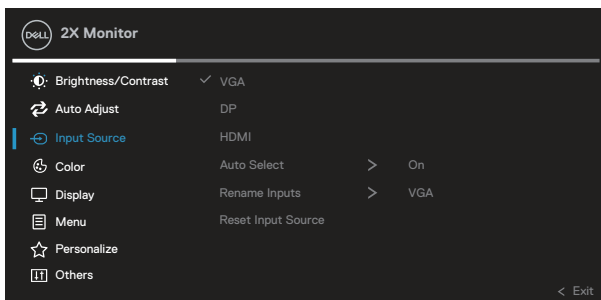 DELL 2X Monitor
Brightness/Contrast ✓ VGA
Auto Adjust DP
Input Source HDMI
Color Auto Select > On
Display Rename Inputs > VGA
Menu Reset Input Source
Personalize
Others
< Exit